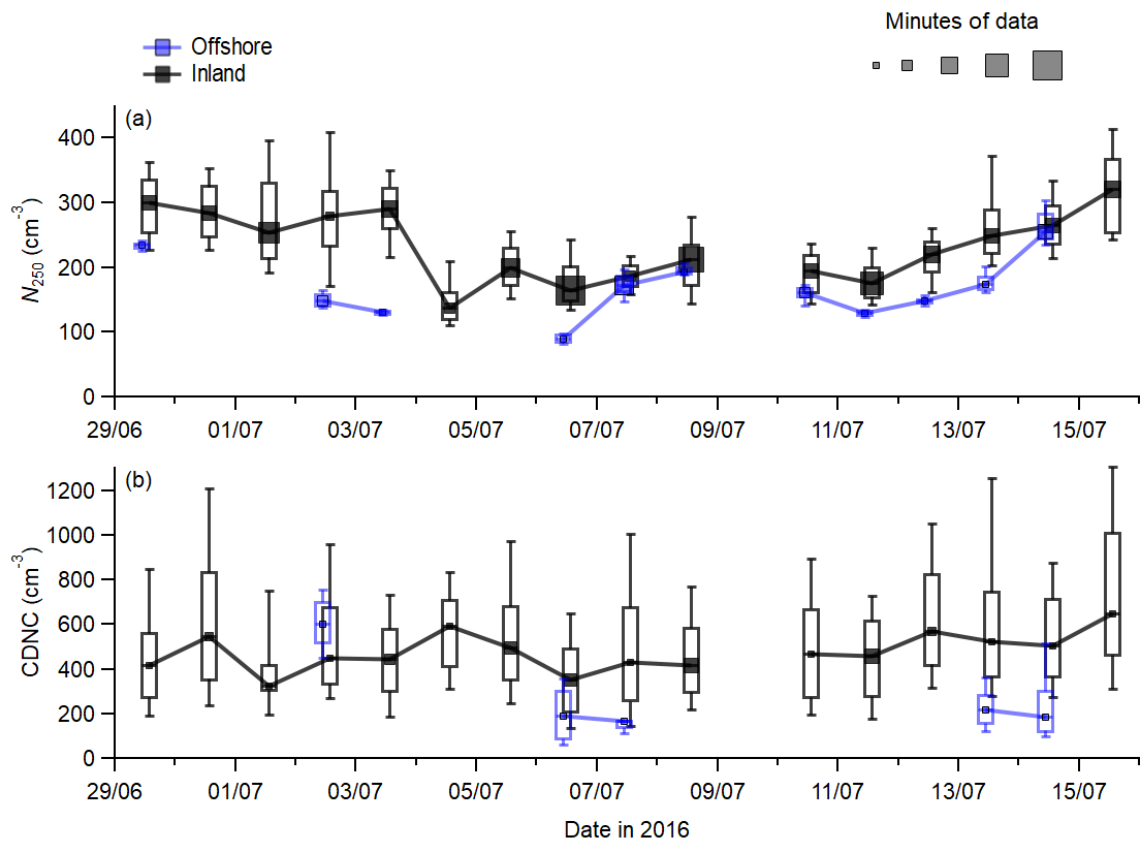 Minutes of data
Offshore
Inland
(a)
400
300
200
100
0
N250 (cm-3)
29/06 01/07 03/07 05/07 07/07 09/07 11/07 13/07 15/07
(b)
1200
1000
800
600
400
200
0
CDNC (cm-3)
29/06 01/07 03/07 05/07 07/07 09/07 11/07 13/07 15/07
Date in 2016